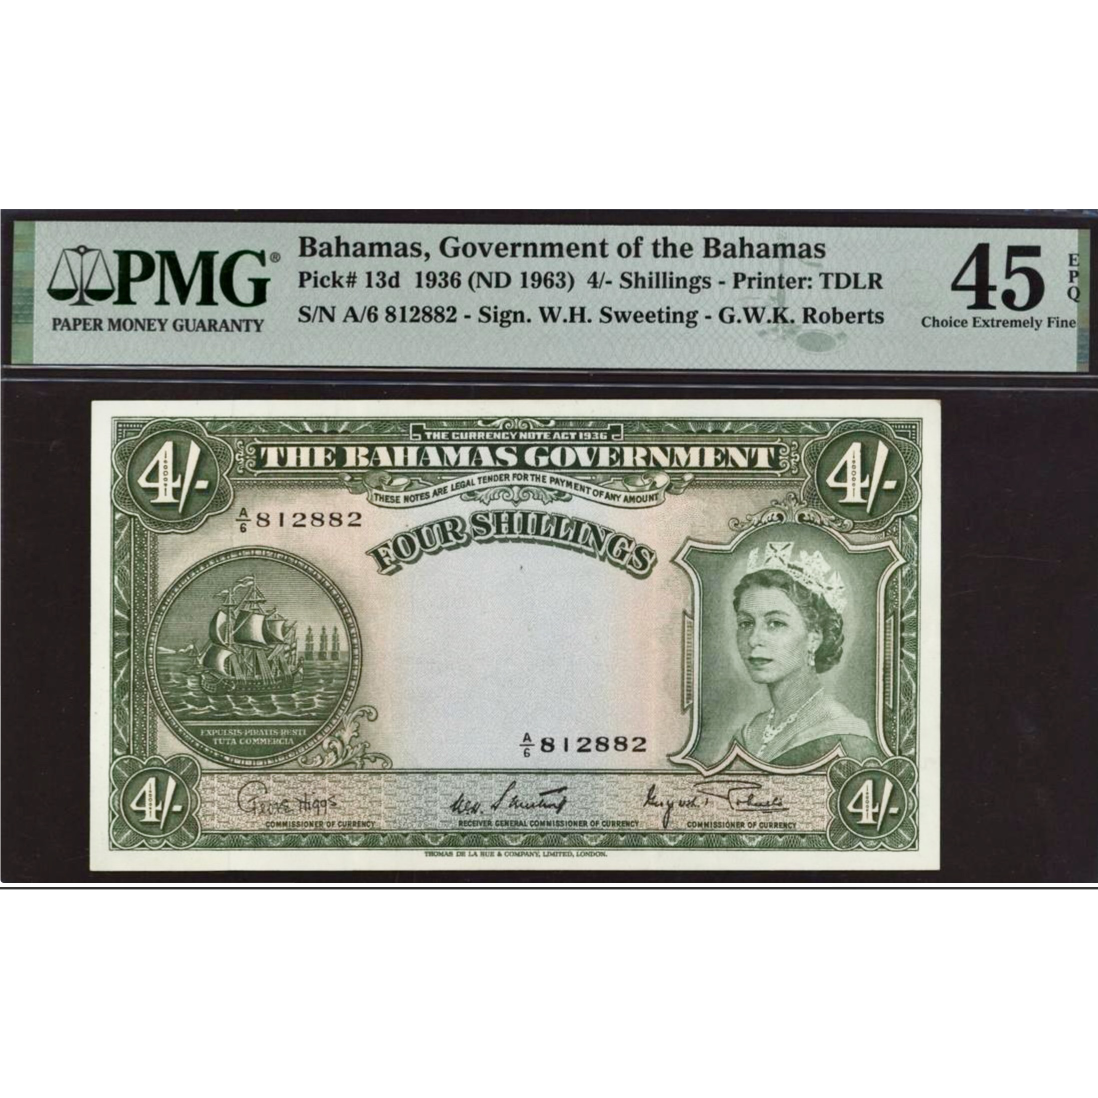 PMG®
PAPER MONEY GUARANTY
Bahamas, Government of the Bahamas
Pick# 13d 1936 (ND 1963) 4/- Shillings - Printer: TDLR
S/N A/6 812882 - Sign. W.H. Sweeting - G.W.K. Roberts
45
EPQ
Choice Extremely Fine
THE CURRENCY NOTE ACT 1936
THE BAHAMAS GOVERNMENT
THESE NOTES ARE LEGAL TENDER FOR THE PAYMENT OF ANY AMOUNT
4/-
4/-
A/6 812882
FOUR SHILLINGS
EXPULSIS PIRATIS RESTI
TUTA COMMERCIA
A/6 812882
4/-
4/-
COMMISSIONER OF CURRENCY
RECEIVER GENERAL COMMISSIONER OF CURRENCY
COMMISSIONER OF CURRENCY
THOMAS DE LA RUE & COMPANY, LIMITED, LONDON.